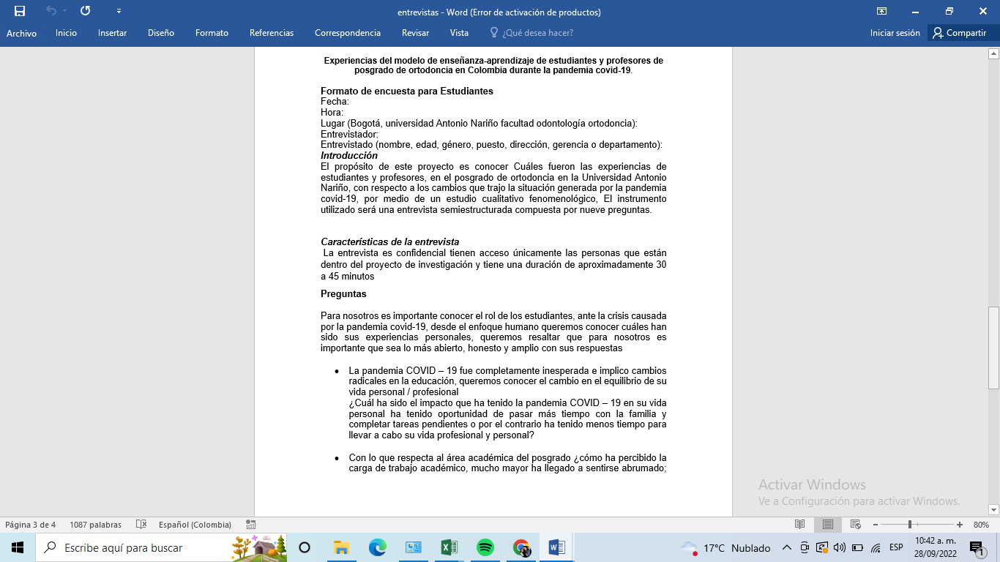 entrevistas - Word (Error de activación de productos)
Archivo Inicio Insertar Diseño Formato Referencias Correspondencia Revisar Vista ¿Qué desea hacer? Iniciar sesión Compartir
Experiencias del modelo de enseñanza-aprendizaje de estudiantes y profesores de
posgrado de ortodoncia en Colombia durante la pandemia covid-19.
Formato de encuesta para Estudiantes
Fecha:
Hora:
Lugar (Bogotá, universidad Antonio Nariño facultad odontología ortodoncia):
Entrevistador:
Entrevistado (nombre, edad, género, puesto, dirección, gerencia o departamento):
Introducción
El propósito de este proyecto es conocer Cuáles fueron las experiencias de
estudiantes y profesores, en el posgrado de ortodoncia en la Universidad Antonio
Nariño, con respecto a los cambios que trajo la situación generada por la pandemia
covid-19, por medio de un estudio cualitativo fenomenológico, El instrumento
utilizado será una entrevista semiestructurada compuesta por nueve preguntas.
Características de la entrevista
La entrevista es confidencial tienen acceso únicamente las personas que están
dentro del proyecto de investigación y tiene una duración de aproximadamente 30
a 45 minutos
Preguntas
Para nosotros es importante conocer el rol de los estudiantes, ante la crisis causada
por la pandemia covid-19, desde el enfoque humano queremos conocer cuáles han
sido sus experiencias personales, queremos resaltar que para nosotros es
importante que sea lo más abierto, honesto y amplio con sus respuestas
• La pandemia COVID – 19 fue completamente inesperada e implico cambios
radicales en la educación, queremos conocer el cambio en el equilibrio de su
vida personal / profesional
¿Cuál ha sido el impacto que ha tenido la pandemia COVID – 19 en su vida
personal ha tenido oportunidad de pasar más tiempo con la familia y
completar tareas pendientes o por el contrario ha tenido menos tiempo para
llevar a cabo su vida profesional y personal?
• Con lo que respecta al área académica del posgrado ¿cómo ha percibido la
carga de trabajo académico, mucho mayor ha llegado a sentirse abrumado;
Activar Windows
Ve a Configuración para activar Windows.
Página 3 de 4 1087 palabras Español (Colombia) 80%
Escribe aquí para buscar 17°C Nublado ESP 10:42 a. m.
28/09/2022 1